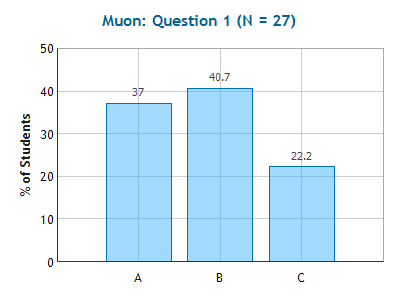 Muon: Question 1 (N = 27)
% of Students
50
40
30
20
10
0
37
40.7
22.2
A
B
C